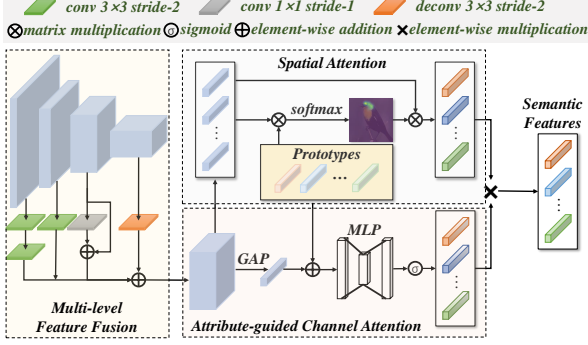 conv 3×3 stride-2 conv 1×1 stride-1 deconv 3×3 stride-2
⊗matrix multiplication σ sigmoid ⊕element-wise addition ×element-wise multiplication
Spatial Attention
softmax
Prototypes
...
Semantic
Features
GAP
MLP
σ
Multi-level
Feature Fusion
Attribute-guided Channel Attention